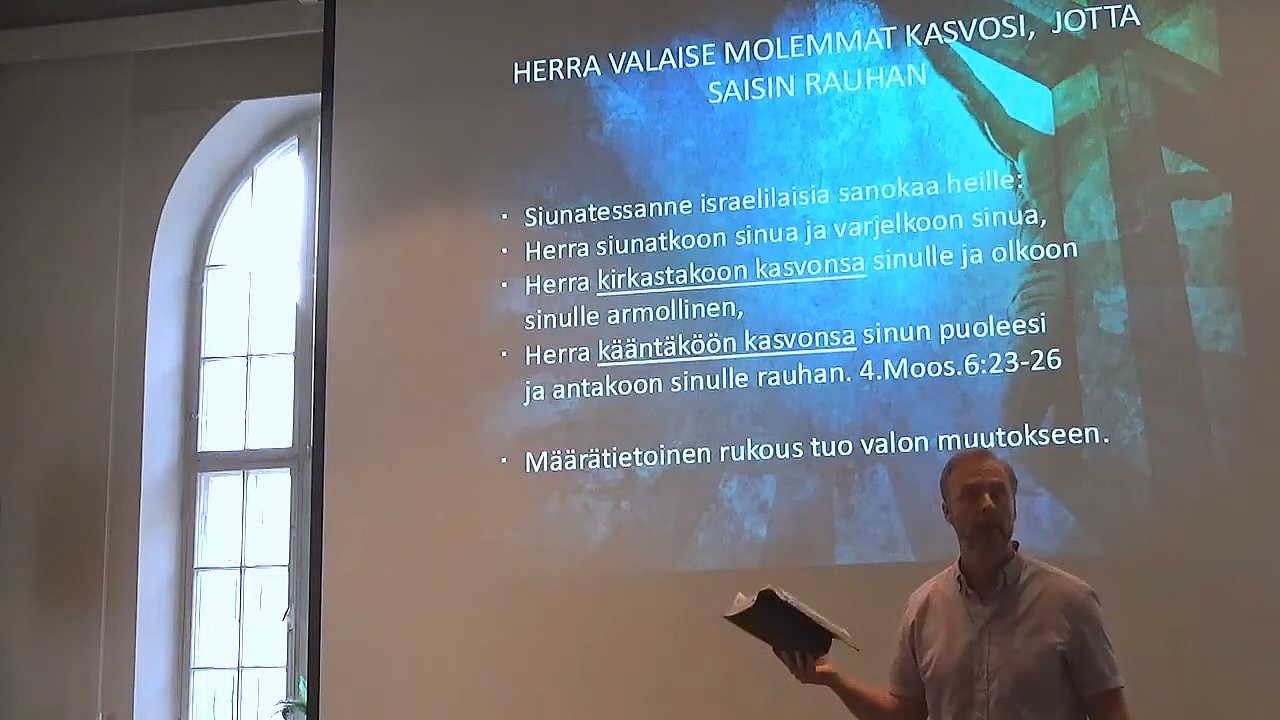 HERRA VALAISE MOLEMMAT KASVOSI, JOTTA
SAISIN RAUHAN
· Siunatessanne israelilaisia sanokaa heille:
· Herra siunatkoon sinua ja varjelkoon sinua,
· Herra kirkastakoon kasvonsa sinulle ja olkoon
sinulle armollinen,
· Herra kääntäköön kasvonsa sinun puoleesi
ja antakoon sinulle rauhan. 4.Moos.6:23-26
· Määrätietoinen rukous tuo valon muutokseen.